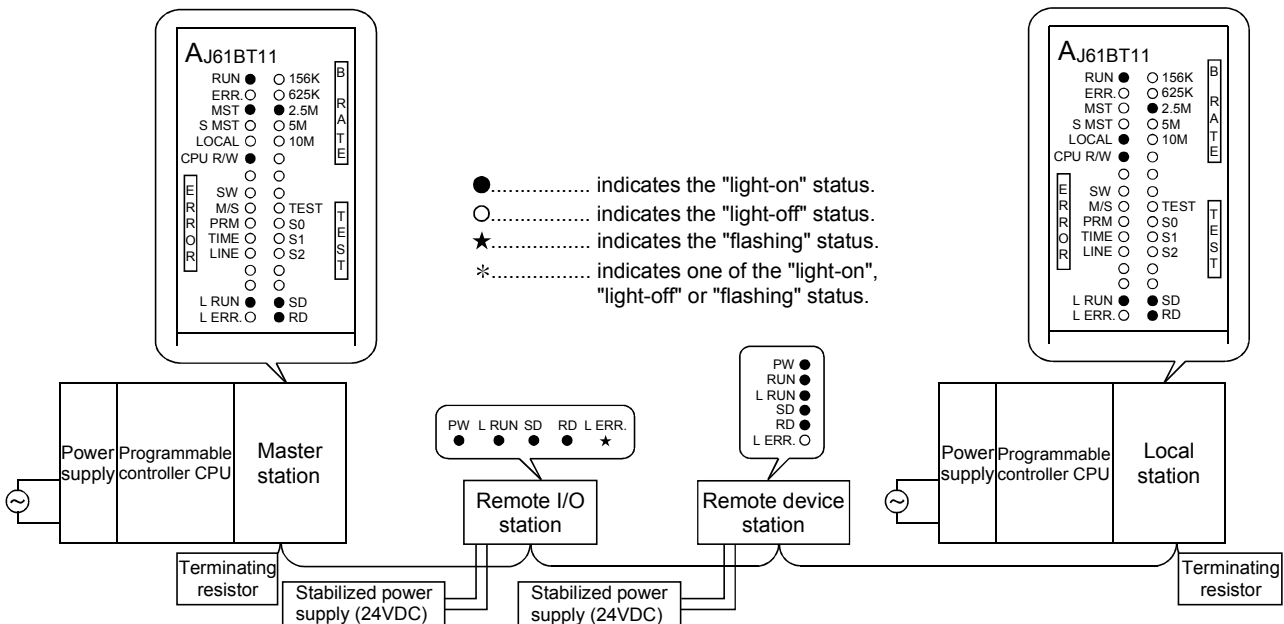 AJ61BT11
RUN ● ○ 156K
ERR. ○ ○ 625K
MST ● ● 2.5M
S MST ○ ○ 5M
LOCAL ○ ○ 10M
CPU R/W ● ○
○ ○
SW ○ ○
M/S ○ ○ TEST
PRM ○ ○ S0
TIME ○ ○ S1
LINE ○ ○ S2
○ ○
○ ○
L RUN ● ● SD
L ERR. ○ ● RD
B RATE
ERROR
TEST
●.................. indicates the "light-on" status.
○.................. indicates the "light-off" status.
★.................. indicates the "flashing" status.
＊.................. indicates one of the "light-on",
"light-off" or "flashing" status.
AJ61BT11
RUN ● ○ 156K
ERR. ○ ○ 625K
MST ○ ● 2.5M
S MST ○ ○ 5M
LOCAL ● ○ 10M
CPU R/W ● ○
○ ○
SW ○ ○
M/S ○ ○ TEST
PRM ○ ○ S0
TIME ○ ○ S1
LINE ○ ○ S2
○ ○
○ ○
L RUN ● ● SD
L ERR. ○ ● RD
B RATE
ERROR
TEST
Power
supply
Programmable
controller CPU
Master
station
PW L RUN SD RD L ERR.
● ● ● ● ★
Remote I/O
station
PW ●
RUN ●
L RUN ●
SD ●
RD ●
L ERR. ○
Remote device
station
Power
supply
Programmable
controller CPU
Local
station
Terminating
resistor
Stabilized power
supply (24VDC)
Stabilized power
supply (24VDC)
Terminating
resistor